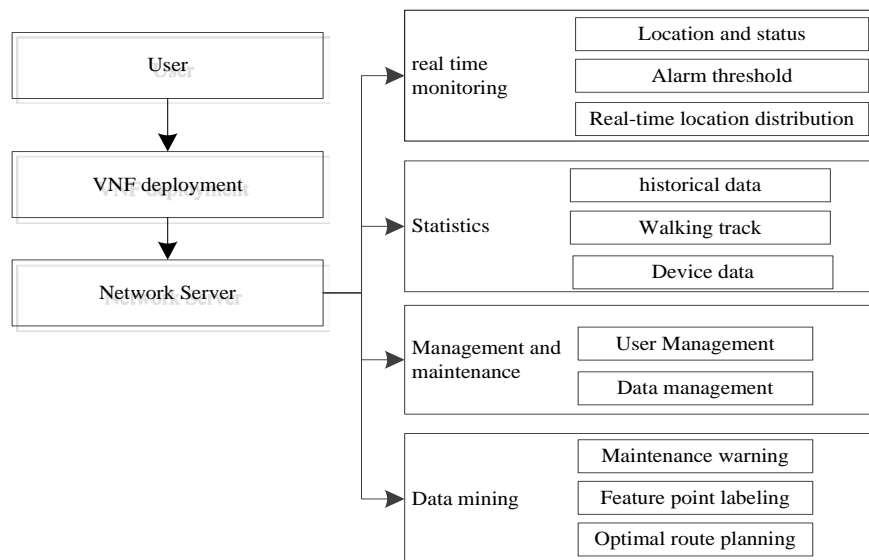 User
VNF deployment
Network Server
real time
monitoring
Location and status
Alarm threshold
Real-time location distribution
Statistics
historical data
Walking track
Device data
Management and
maintenance
User Management
Data management
Data mining
Maintenance warning
Feature point labeling
Optimal route planning